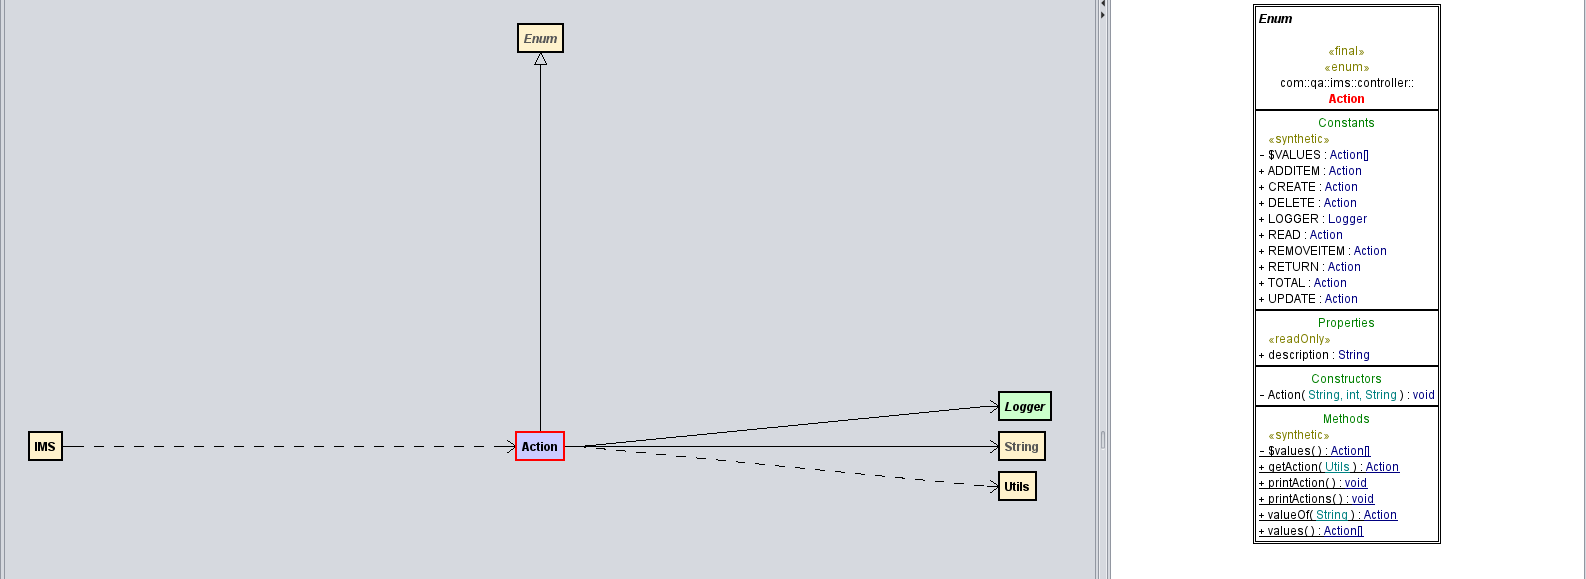 Enum
IMS
Action
Logger
String
Utils
Enum
«final»
«enum»
com::qa::ims::controller::
Action
Constants
«synthetic»
- $VALUES : Action[]
+ ADDITEM : Action
+ CREATE : Action
+ DELETE : Action
+ LOGGER : Logger
+ READ : Action
+ REMOVEITEM : Action
+ RETURN : Action
+ TOTAL : Action
+ UPDATE : Action
Properties
«readOnly»
+ description : String
Constructors
- Action( String, int, String ) : void
Methods
«synthetic»
- $values( ) : Action[]
+ getAction( Utils ) : Action
+ printAction( ) : void
+ printActions( ) : void
+ valueOf( String ) : Action
+ values( ) : Action[]